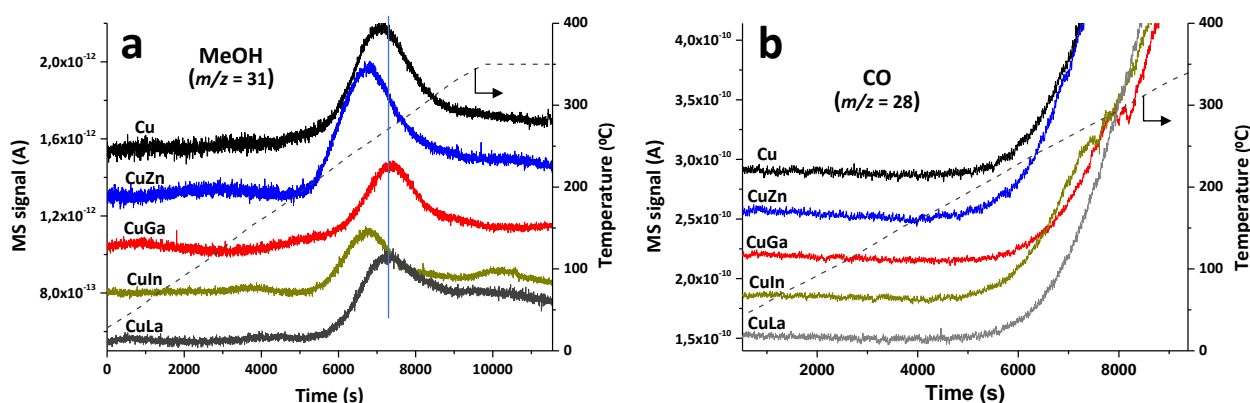 a
MeOH
(m/z = 31)
MS signal (A)
2,0x10-12
1,6x10-12
1,2x10-12
8,0x10-13
Cu
CuZn
CuGa
CuIn
CuLa
0
2000
4000
6000
8000
10000
Time (s)
400
300
200
100
0
Temperature (ºC)
b
CO
(m/z = 28)
MS signal (A)
4,0x10-10
3,5x10-10
3,0x10-10
2,5x10-10
2,0x10-10
1,5x10-10
Cu
CuZn
CuGa
CuIn
CuLa
2000
4000
6000
8000
Time (s)
400
300
200
100
0
Temperature (ºC)